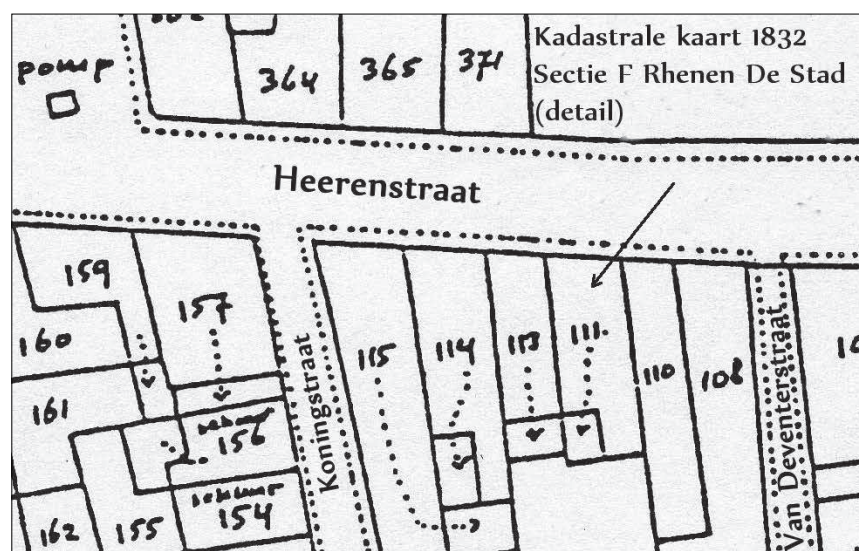 Kadastrale kaart 1832
Sectie F Rhenen De Stad
(detail)
pomp
364
365
371
Heerenstraat
159
157
160
161
156
154
155
162
Koningstraat
115
114
113
111.
110
108
Van Deventerstraat